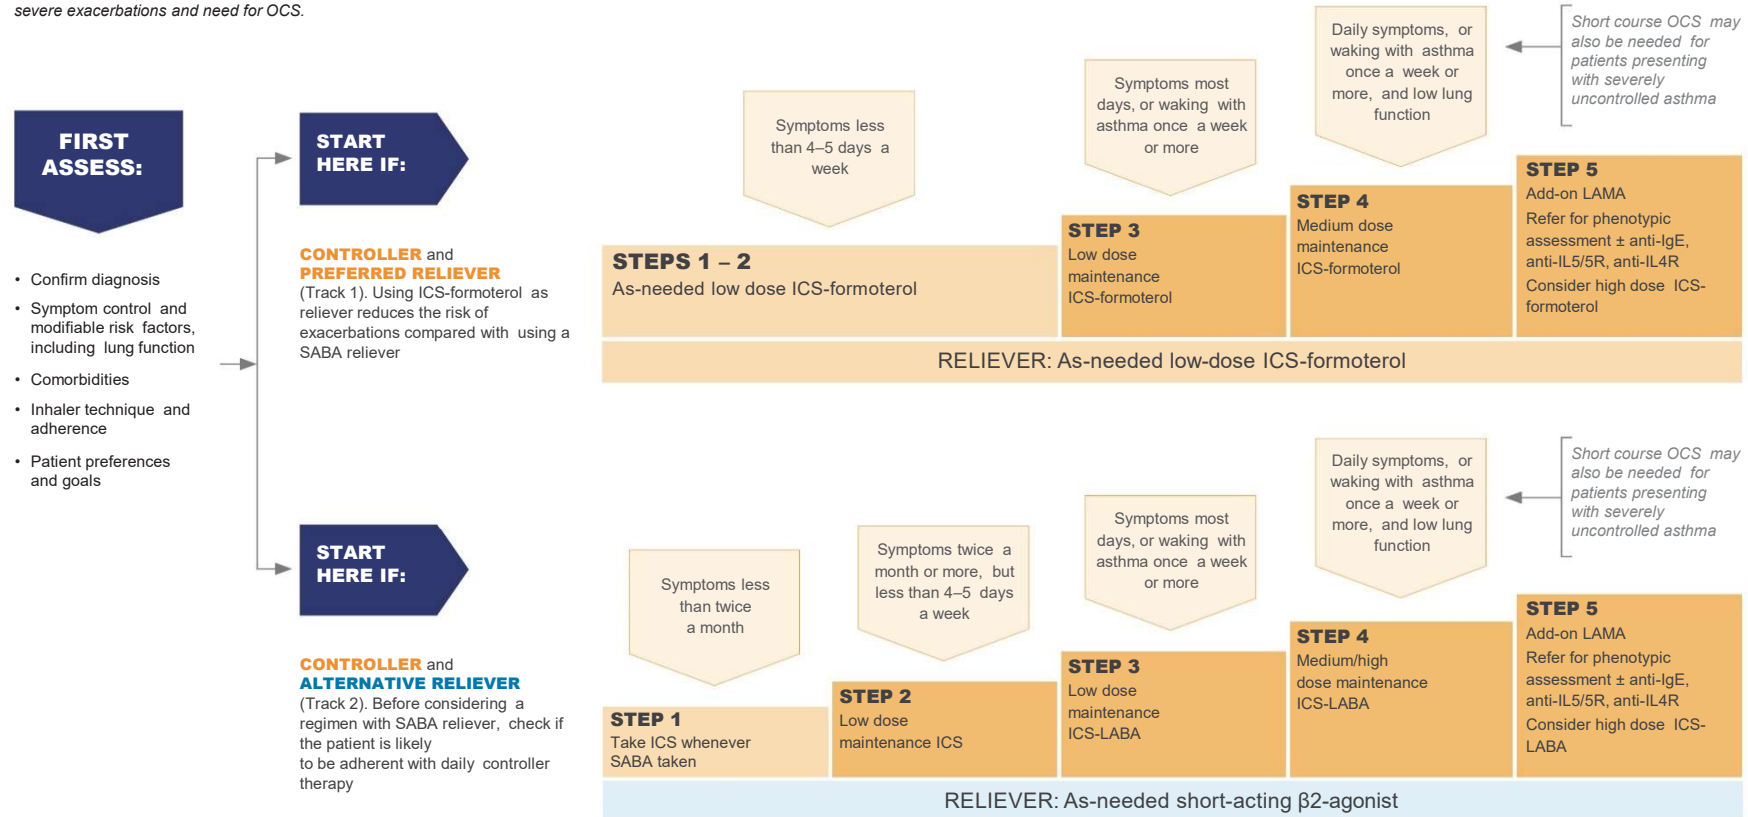 severe exacerbations and need for OCS.
FIRST
ASSESS:
• Confirm diagnosis
• Symptom control and
modifiable risk factors,
including lung function
• Comorbidities
• Inhaler technique and
adherence
• Patient preferences
and goals
START
HERE IF:
CONTROLLER and
PREFERRED RELIEVER
(Track 1). Using ICS-formoterol as
reliever reduces the risk of
exacerbations compared with using a
SABA reliever
Symptoms less
than 4–5 days a
week
Symptoms most
days, or waking with
asthma once a week
or more
Daily symptoms, or
waking with asthma
once a week or
more, and low lung
function
Short course OCS may
also be needed for
patients presenting
with severely
uncontrolled asthma
STEPS 1 – 2
As-needed low dose ICS-formoterol
STEP 3
Low dose
maintenance
ICS-formoterol
STEP 4
Medium dose
maintenance
ICS-formoterol
STEP 5
Add-on LAMA
Refer for phenotypic
assessment ± anti-IgE,
anti-IL5/5R, anti-IL4R
Consider high dose ICS-
formoterol
RELIEVER: As-needed low-dose ICS-formoterol
START
HERE IF:
CONTROLLER and
ALTERNATIVE RELIEVER
(Track 2). Before considering a
regimen with SABA reliever, check if
the patient is likely
to be adherent with daily controller
therapy
Symptoms less
than twice
a month
Symptoms twice a
month or more, but
less than 4–5 days
a week
Symptoms most
days, or waking with
asthma once a week
or more
Daily symptoms, or
waking with asthma
once a week or
more, and low lung
function
Short course OCS may
also be needed for
patients presenting
with severely
uncontrolled asthma
STEP 1
Take ICS whenever
SABA taken
STEP 2
Low dose
maintenance ICS
STEP 3
Low dose
maintenance
ICS-LABA
STEP 4
Medium/high
dose maintenance
ICS-LABA
STEP 5
Add-on LAMA
Refer for phenotypic
assessment ± anti-IgE,
anti-IL5/5R, anti-IL4R
Consider high dose ICS-
LABA
RELIEVER: As-needed short-acting β2-agonist